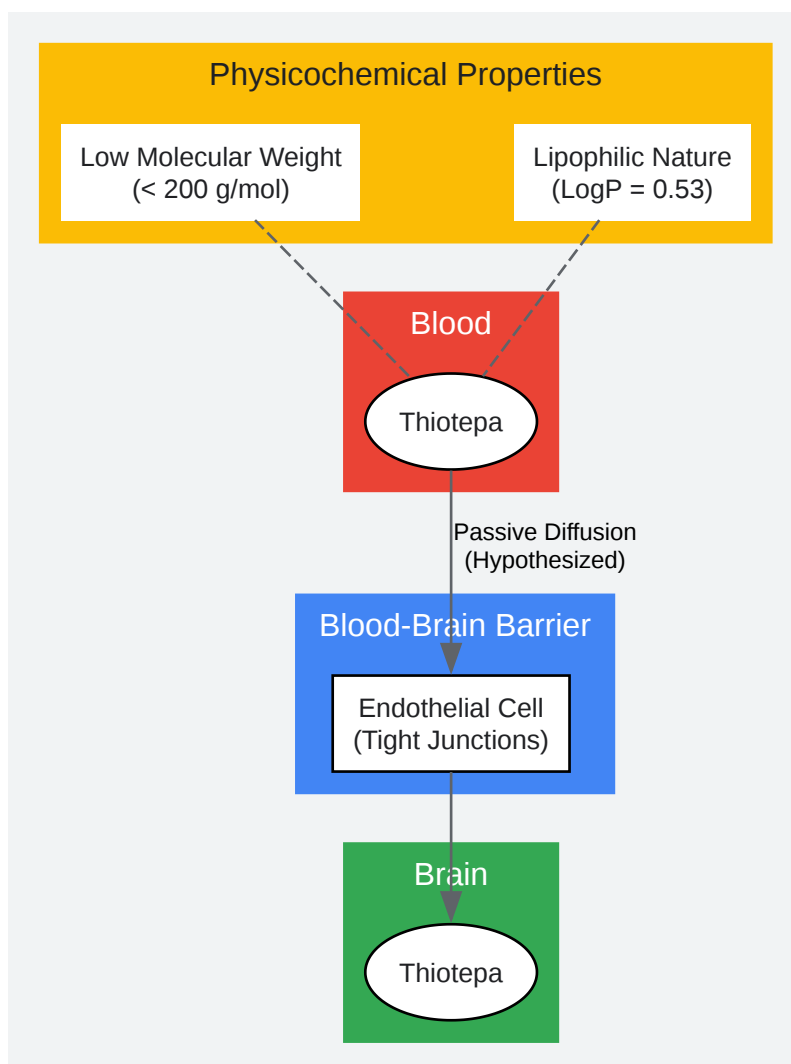 Physicochemical Properties
Low Molecular Weight
(< 200 g/mol)
Lipophilic Nature
(LogP = 0.53)
Blood
Thiotepa
Passive Diffusion
(Hypothesized)
Blood-Brain Barrier
Endothelial Cell
(Tight Junctions)
Brain
Thiotepa